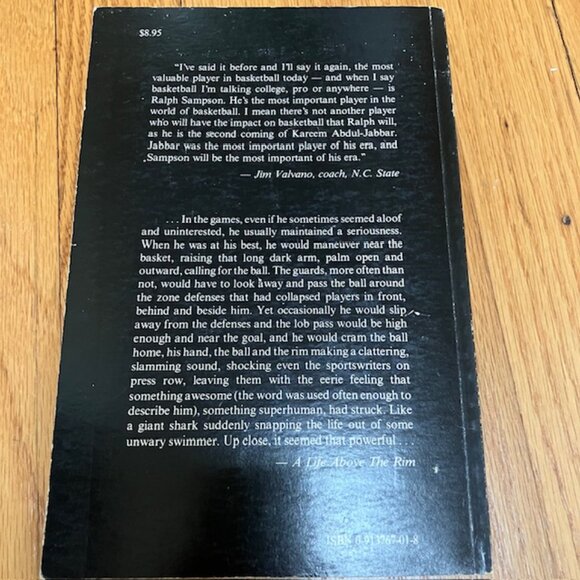 $8.95
"I've said it before and I'll say it again, the most
valuable player in basketball today — and when I say
basketball I'm talking college, pro or anywhere — is
Ralph Sampson. He's the most important player in the
world of basketball. I mean there's not another player
who will have the impact on basketball that Ralph will,
as he is the second coming of Kareem Abdul-Jabbar.
Jabbar was the most important player of his era, and
Sampson will be the most important of his era."
— Jim Valvano, coach, N.C. State
. . . In the games, even if he sometimes seemed aloof
and uninterested, he usually maintained a seriousness.
When he was at his best, he would maneuver near the
basket, raising that long dark arm, palm open and
outward, calling for the ball. The guards, more often than
not, would have to look away and pass the ball around
the zone defenses that had collapsed players in front,
behind and beside him. Yet occasionally he would slip
away from the defenses and the lob pass would be high
enough and near the goal, and he would cram the ball
home, his hand, the ball and the rim making a clattering,
slamming sound, shocking even the sportswriters on
press row, leaving them with the eerie feeling that
something awesome (the word was used often enough to
describe him), something superhuman, had struck. Like
a giant shark suddenly snapping the life out of some
unwary swimmer. Up close, it seemed that powerful . . .
— A Life Above The Rim
ISBN 0-913767-01-8